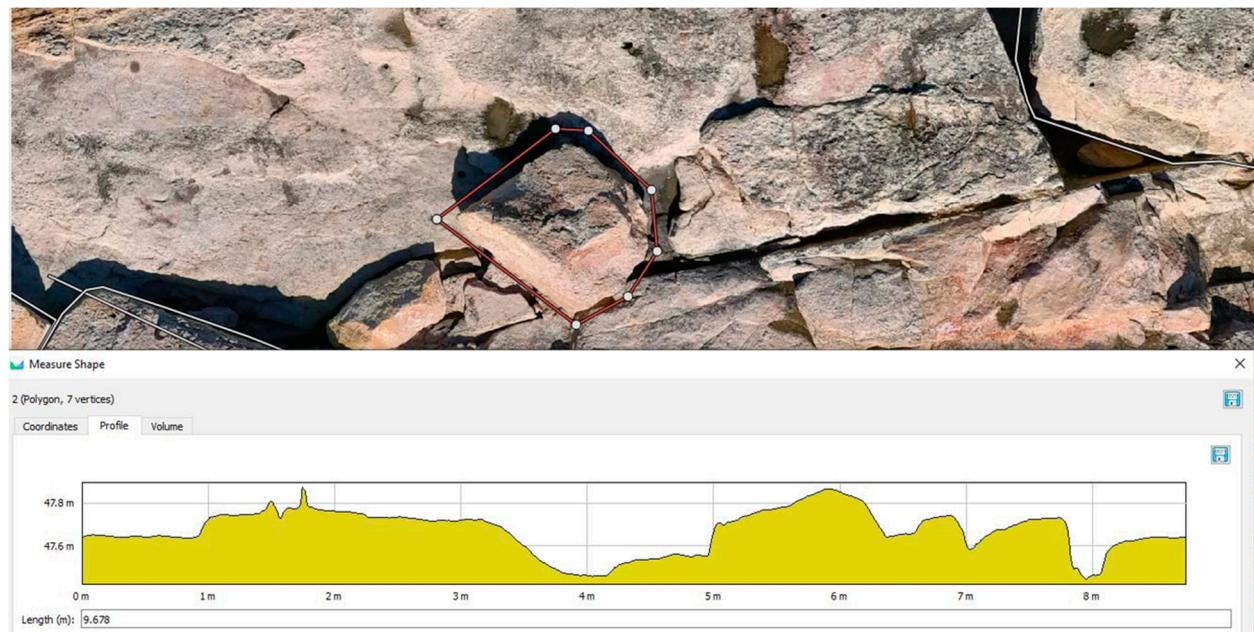 Measure Shape
2 (Polygon, 7 vertices)
Coordinates Profile Volume
47.8 m
47.6 m
0 m 1 m 2 m 3 m 4 m 5 m 6 m 7 m 8 m
Length (m): 9.678